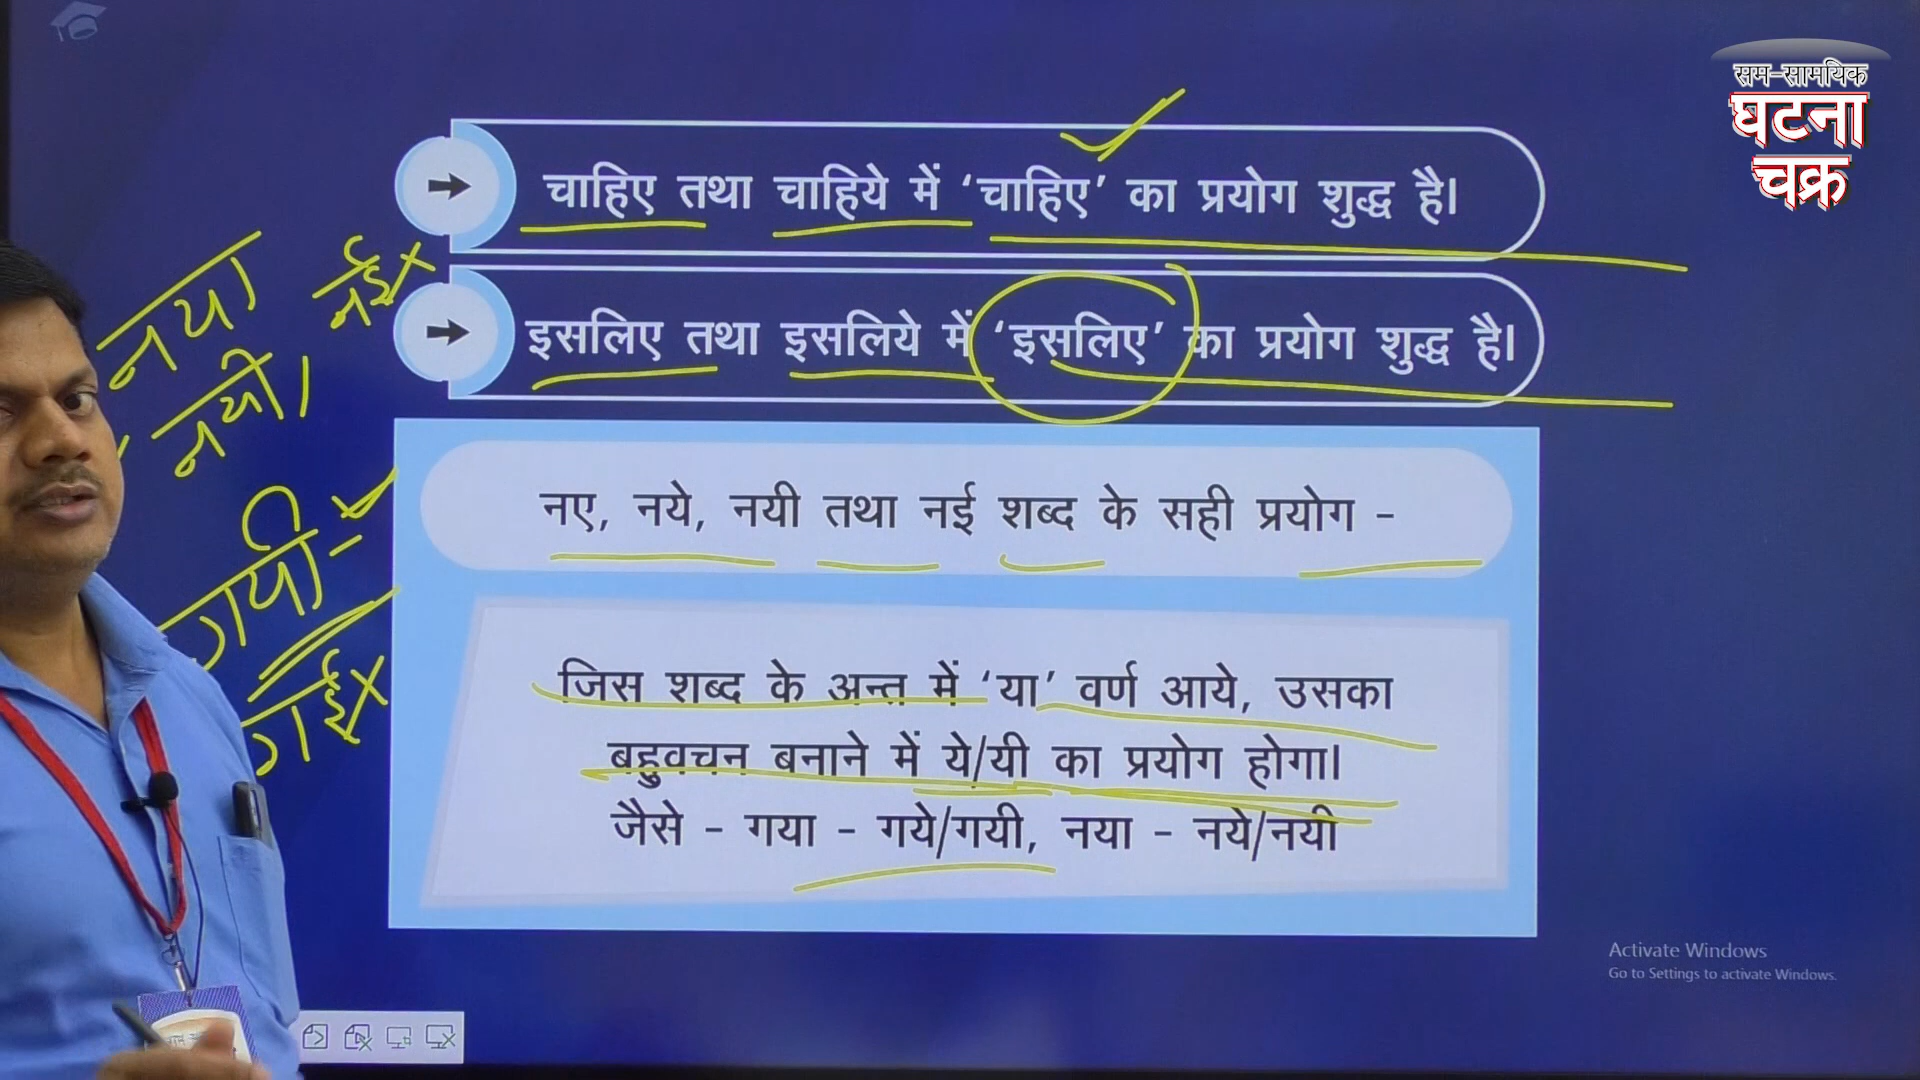 सम-सामयिक
घटना
चक्र
चाहिए तथा चाहिये में ‘चाहिए’ का प्रयोग शुद्ध है।
इसलिए तथा इसलिये में ‘इसलिए’ का प्रयोग शुद्ध है।
नया
नई ×
नयी।
गयी
गई ×
नए, नये, नयी तथा नई शब्द के सही प्रयोग -
जिस शब्द के अन्त में ‘या’ वर्ण आये, उसका
बहुवचन बनाने में ये/यी का प्रयोग होगा।
जैसे - गया - गये/गयी, नया - नये/नयी
Activate Windows
Go to Settings to activate Windows.